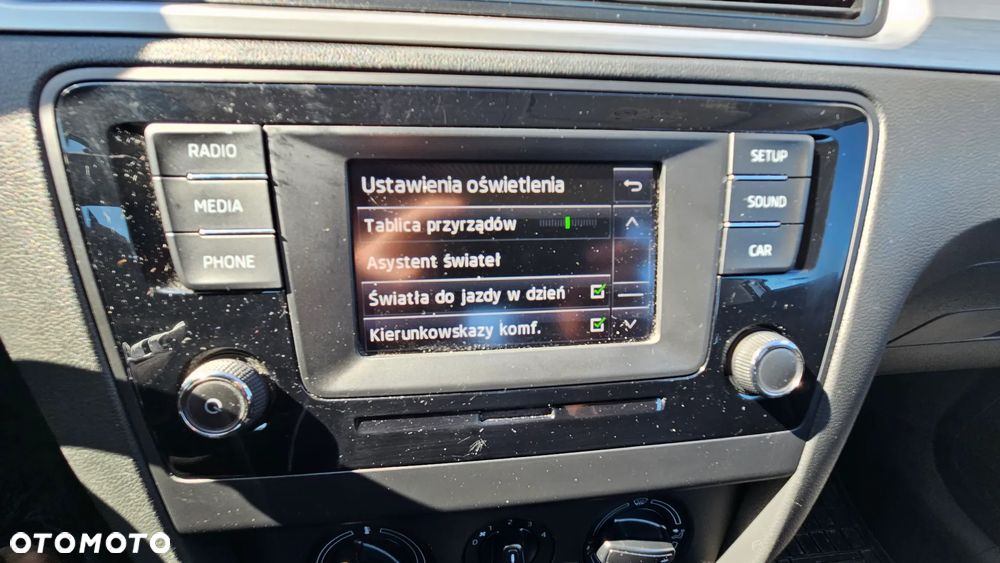 RADIO
MEDIA
PHONE
Ustawienia oświetlenia
Tablica przyrządów
Asystent świateł
Światła do jazdy w dzień
Kierunkowskazy komf.
SETUP
SOUND
CAR
OTOMOTO